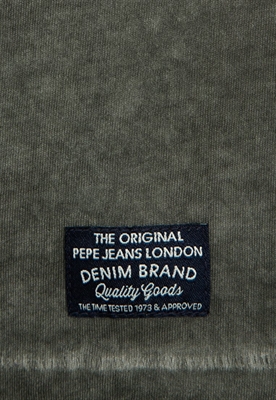 THE ORIGINAL
PEPE JEANS LONDON
DENIM BRAND
Quality Goods
THE TIME TESTED 1973 & APPROVED